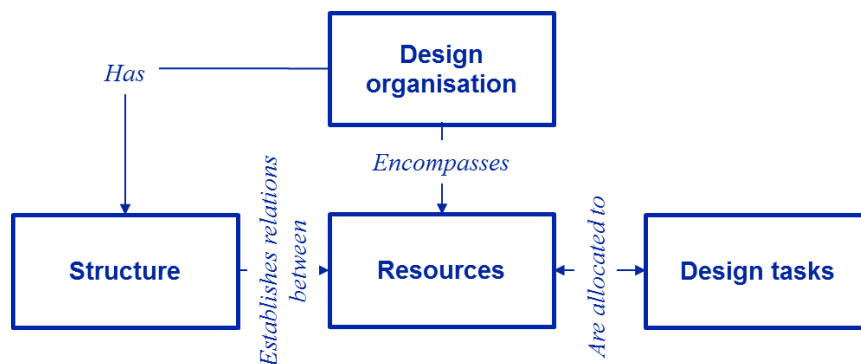 Design
organisation
Has
Encompasses
Structure
Establishes relations
between
Resources
Are allocated to
Design tasks